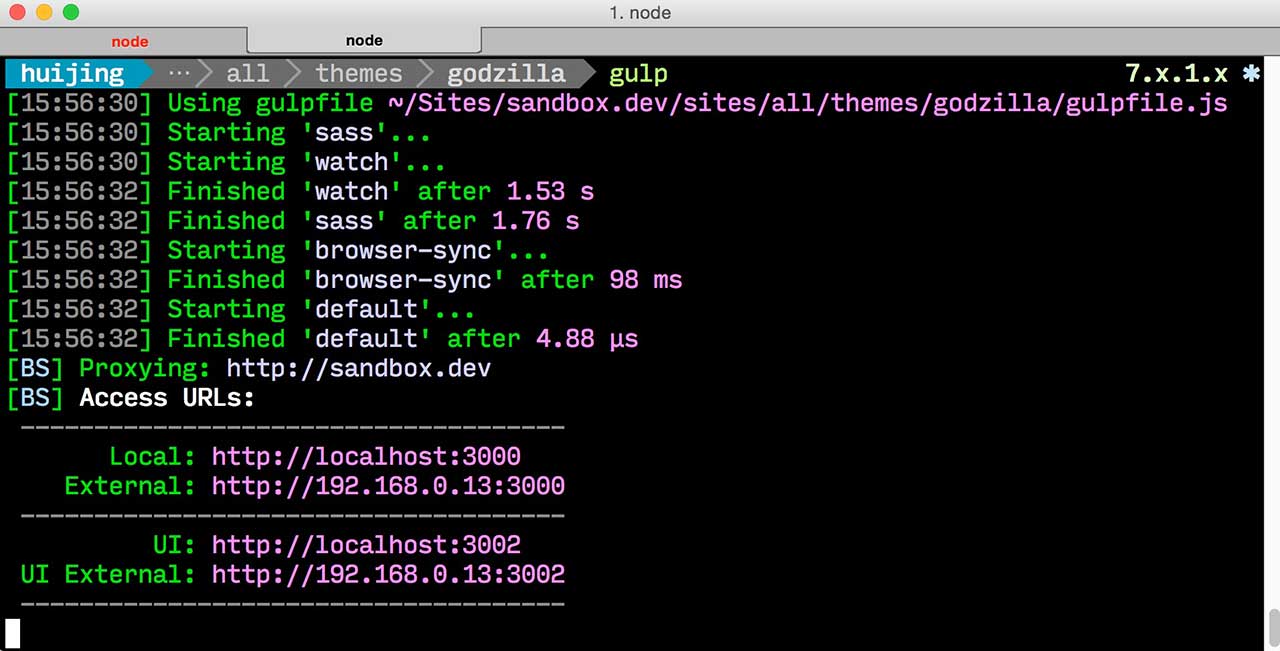 1. node
node node
huijing ··· all themes godzilla gulp 7.x.1.x ✱
[15:56:30] Using gulpfile ~/Sites/sandbox.dev/sites/all/themes/godzilla/gulpfile.js
[15:56:30] Starting 'sass'...
[15:56:30] Starting 'watch'...
[15:56:32] Finished 'watch' after 1.53 s
[15:56:32] Finished 'sass' after 1.76 s
[15:56:32] Starting 'browser-sync'...
[15:56:32] Finished 'browser-sync' after 98 ms
[15:56:32] Starting 'default'...
[15:56:32] Finished 'default' after 4.88 μs
[BS] Proxying: http://sandbox.dev
[BS] Access URLs:
-------------------------------------
Local: http://localhost:3000
External: http://192.168.0.13:3000
-------------------------------------
UI: http://localhost:3002
UI External: http://192.168.0.13:3002
-------------------------------------